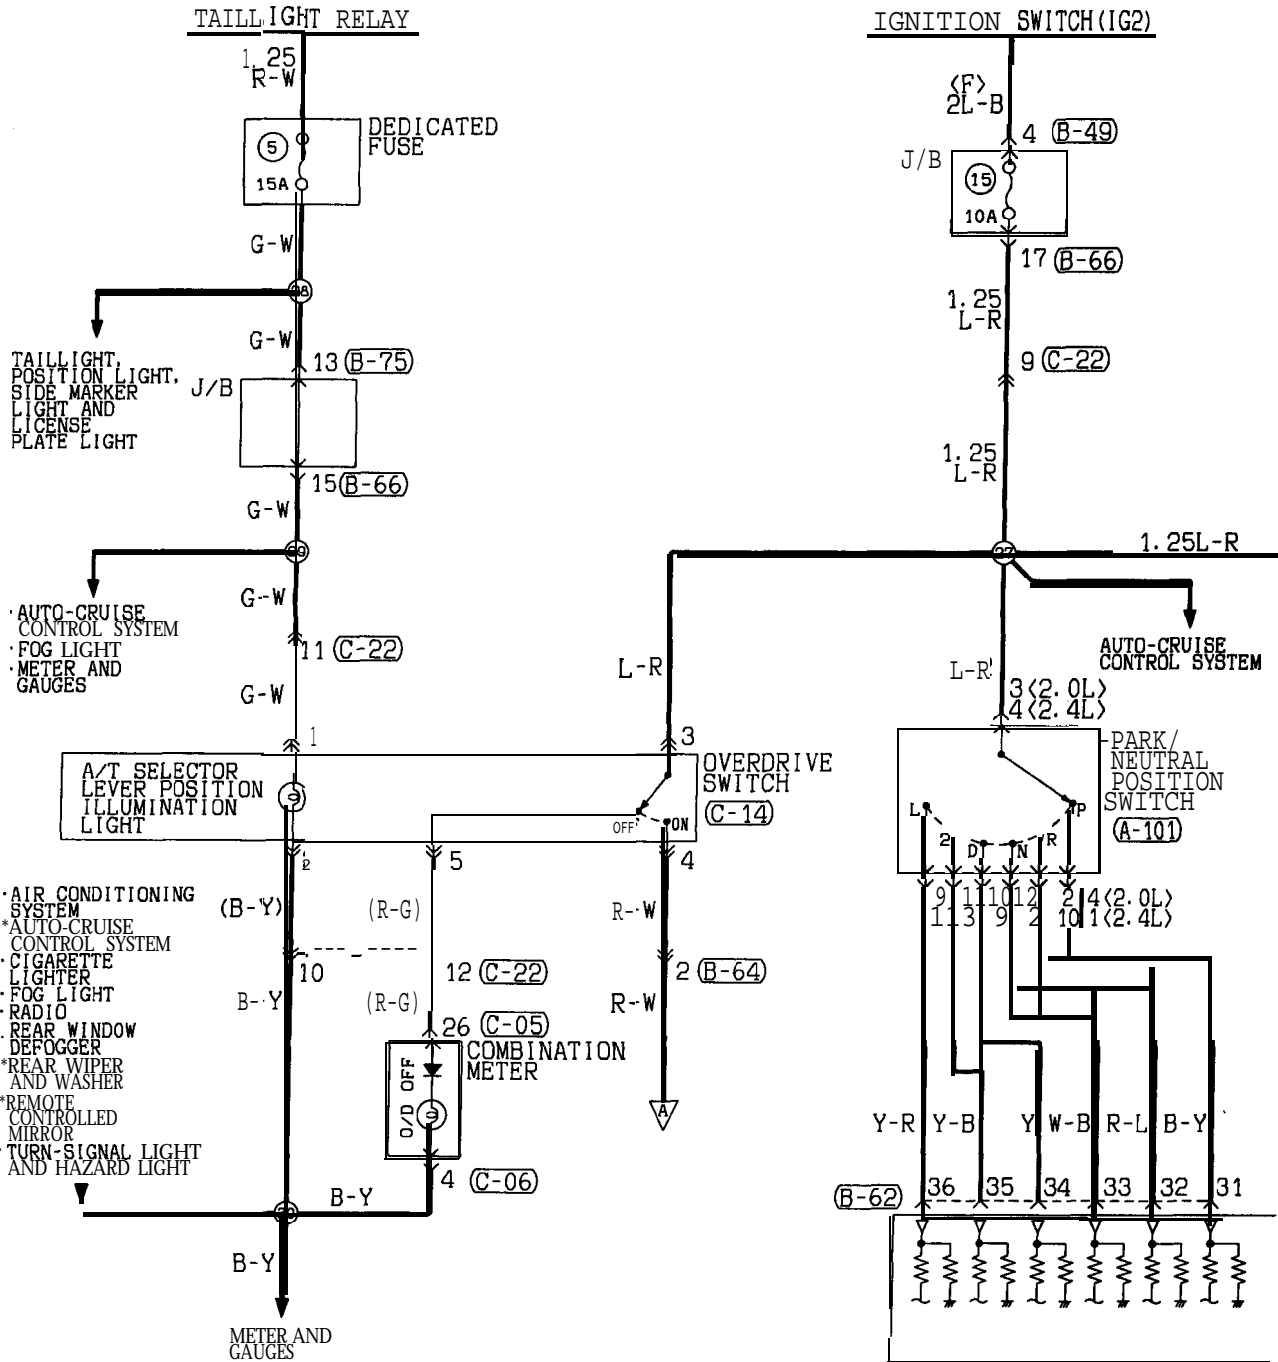 TAILLIGHT RELAY
1.25
R-W
DEDICATED
FUSE
5
15A
G-W
G-W
13 (B-75)
J/B
TAILLIGHT,
POSITION LIGHT,
SIDE MARKER
LIGHT AND
LICENSE
PLATE LIGHT
15 (B-66)
G-W
G-W
·AUTO-CRUISE
CONTROL SYSTEM
·FOG LIGHT
·METER AND
GAUGES
11 (C-22)
G-W
1
A/T SELECTOR
LEVER POSITION
ILLUMINATION
LIGHT
3
OVERDRIVE
SWITCH
(C-14)
OFF
ON
2
5
4
·AIR CONDITIONING
SYSTEM
*AUTO-CRUISE
CONTROL SYSTEM
·CIGARETTE
LIGHTER
·FOG LIGHT
·RADIO
.REAR WINDOW
DEFOGGER
*REAR WIPER
AND WASHER
*REMOTE
CONTROLLED
MIRROR
TURN-SIGNAL LIGHT
AND HAZARD LIGHT
(B-Y)
(R-G)
R-W
10
12 (C-22)
2 (B-64)
B-Y
(R-G)
R-W
26 (C-05)
COMBINATION
METER
O/D OFF
A
4 (C-06)
B-Y
B-Y
METER AND
GAUGES
IGNITION SWITCH(IG2)
<F>
2L-B
4 (B-49)
J/B
15
10A
17 (B-66)
1.25
L-R
9 (C-22)
1.25
L-R
27
1.25L-R
AUTO-CRUISE
CONTROL SYSTEM
L-R
L-R
3<2.0L>
4<2.4L>
PARK/
NEUTRAL
POSITION
SWITCH
(A-101)
L
2
D
N
R
P
9 11 10 12 2 4<2.0L>
11 3 9 2 10 1<2.4L>
Y-R Y-B Y W-B R-L B-Y
(B-62) 36 35 34 33 32 31